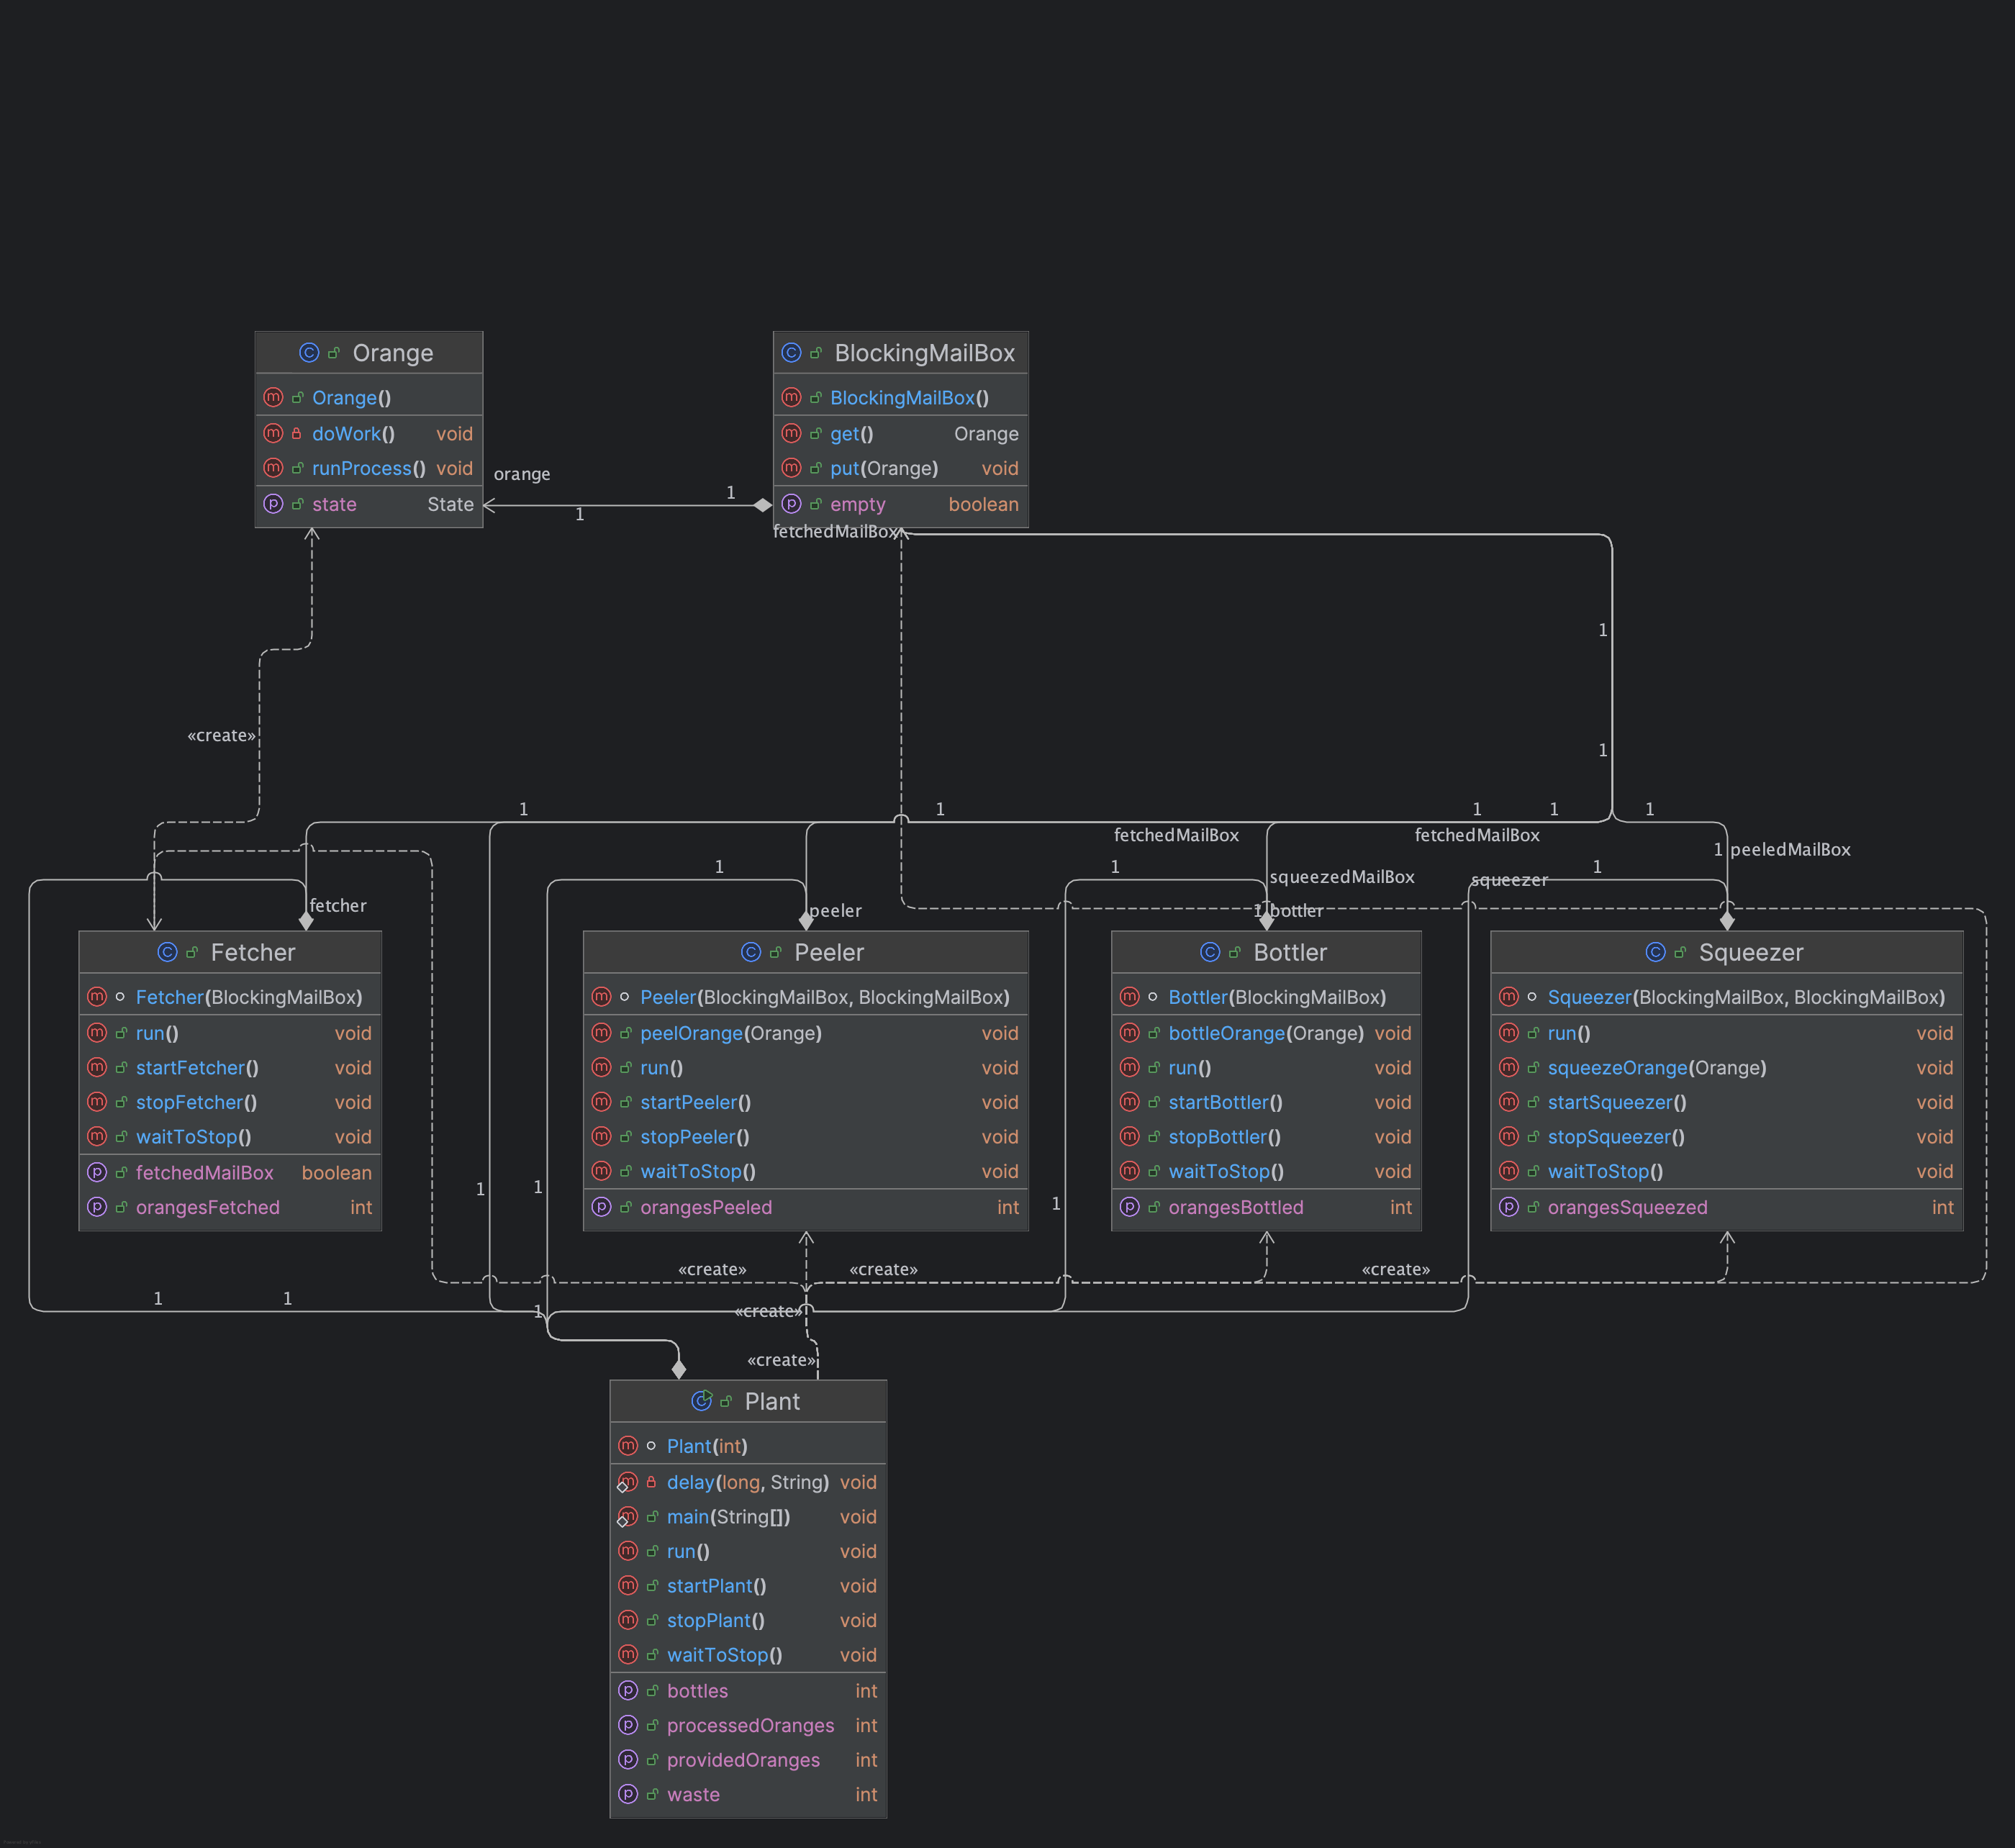 Orange
Orange()
doWork() void
runProcess() void
state State
orange
1
1
BlockingMailBox
BlockingMailBox()
get() Orange
put(Orange) void
empty boolean
fetchedMailBox
1
«create»
1
1
1
1
1
1
fetchedMailBox
fetchedMailBox
1
peeledMailBox
1
1
1
squeezedMailBox
squeezer
fetcher
peeler
1
bottler
Fetcher
Fetcher(BlockingMailBox)
run() void
startFetcher() void
stopFetcher() void
waitToStop() void
fetchedMailBox boolean
orangesFetched int
Peeler
Peeler(BlockingMailBox, BlockingMailBox)
peelOrange(Orange) void
run() void
startPeeler() void
stopPeeler() void
waitToStop() void
orangesPeeled int
Bottler
Bottler(BlockingMailBox)
bottleOrange(Orange) void
run() void
startBottler() void
stopBottler() void
waitToStop() void
orangesBottled int
Squeezer
Squeezer(BlockingMailBox, BlockingMailBox)
run() void
squeezeOrange(Orange) void
startSqueezer() void
stopSqueezer() void
waitToStop() void
orangesSqueezed int
1
1
1
«create»
«create»
«create»
1
1
1
«create»
«create»
Plant
Plant(int)
delay(long, String) void
main(String[]) void
run() void
startPlant() void
stopPlant() void
waitToStop() void
bottles int
processedOranges int
providedOranges int
waste int